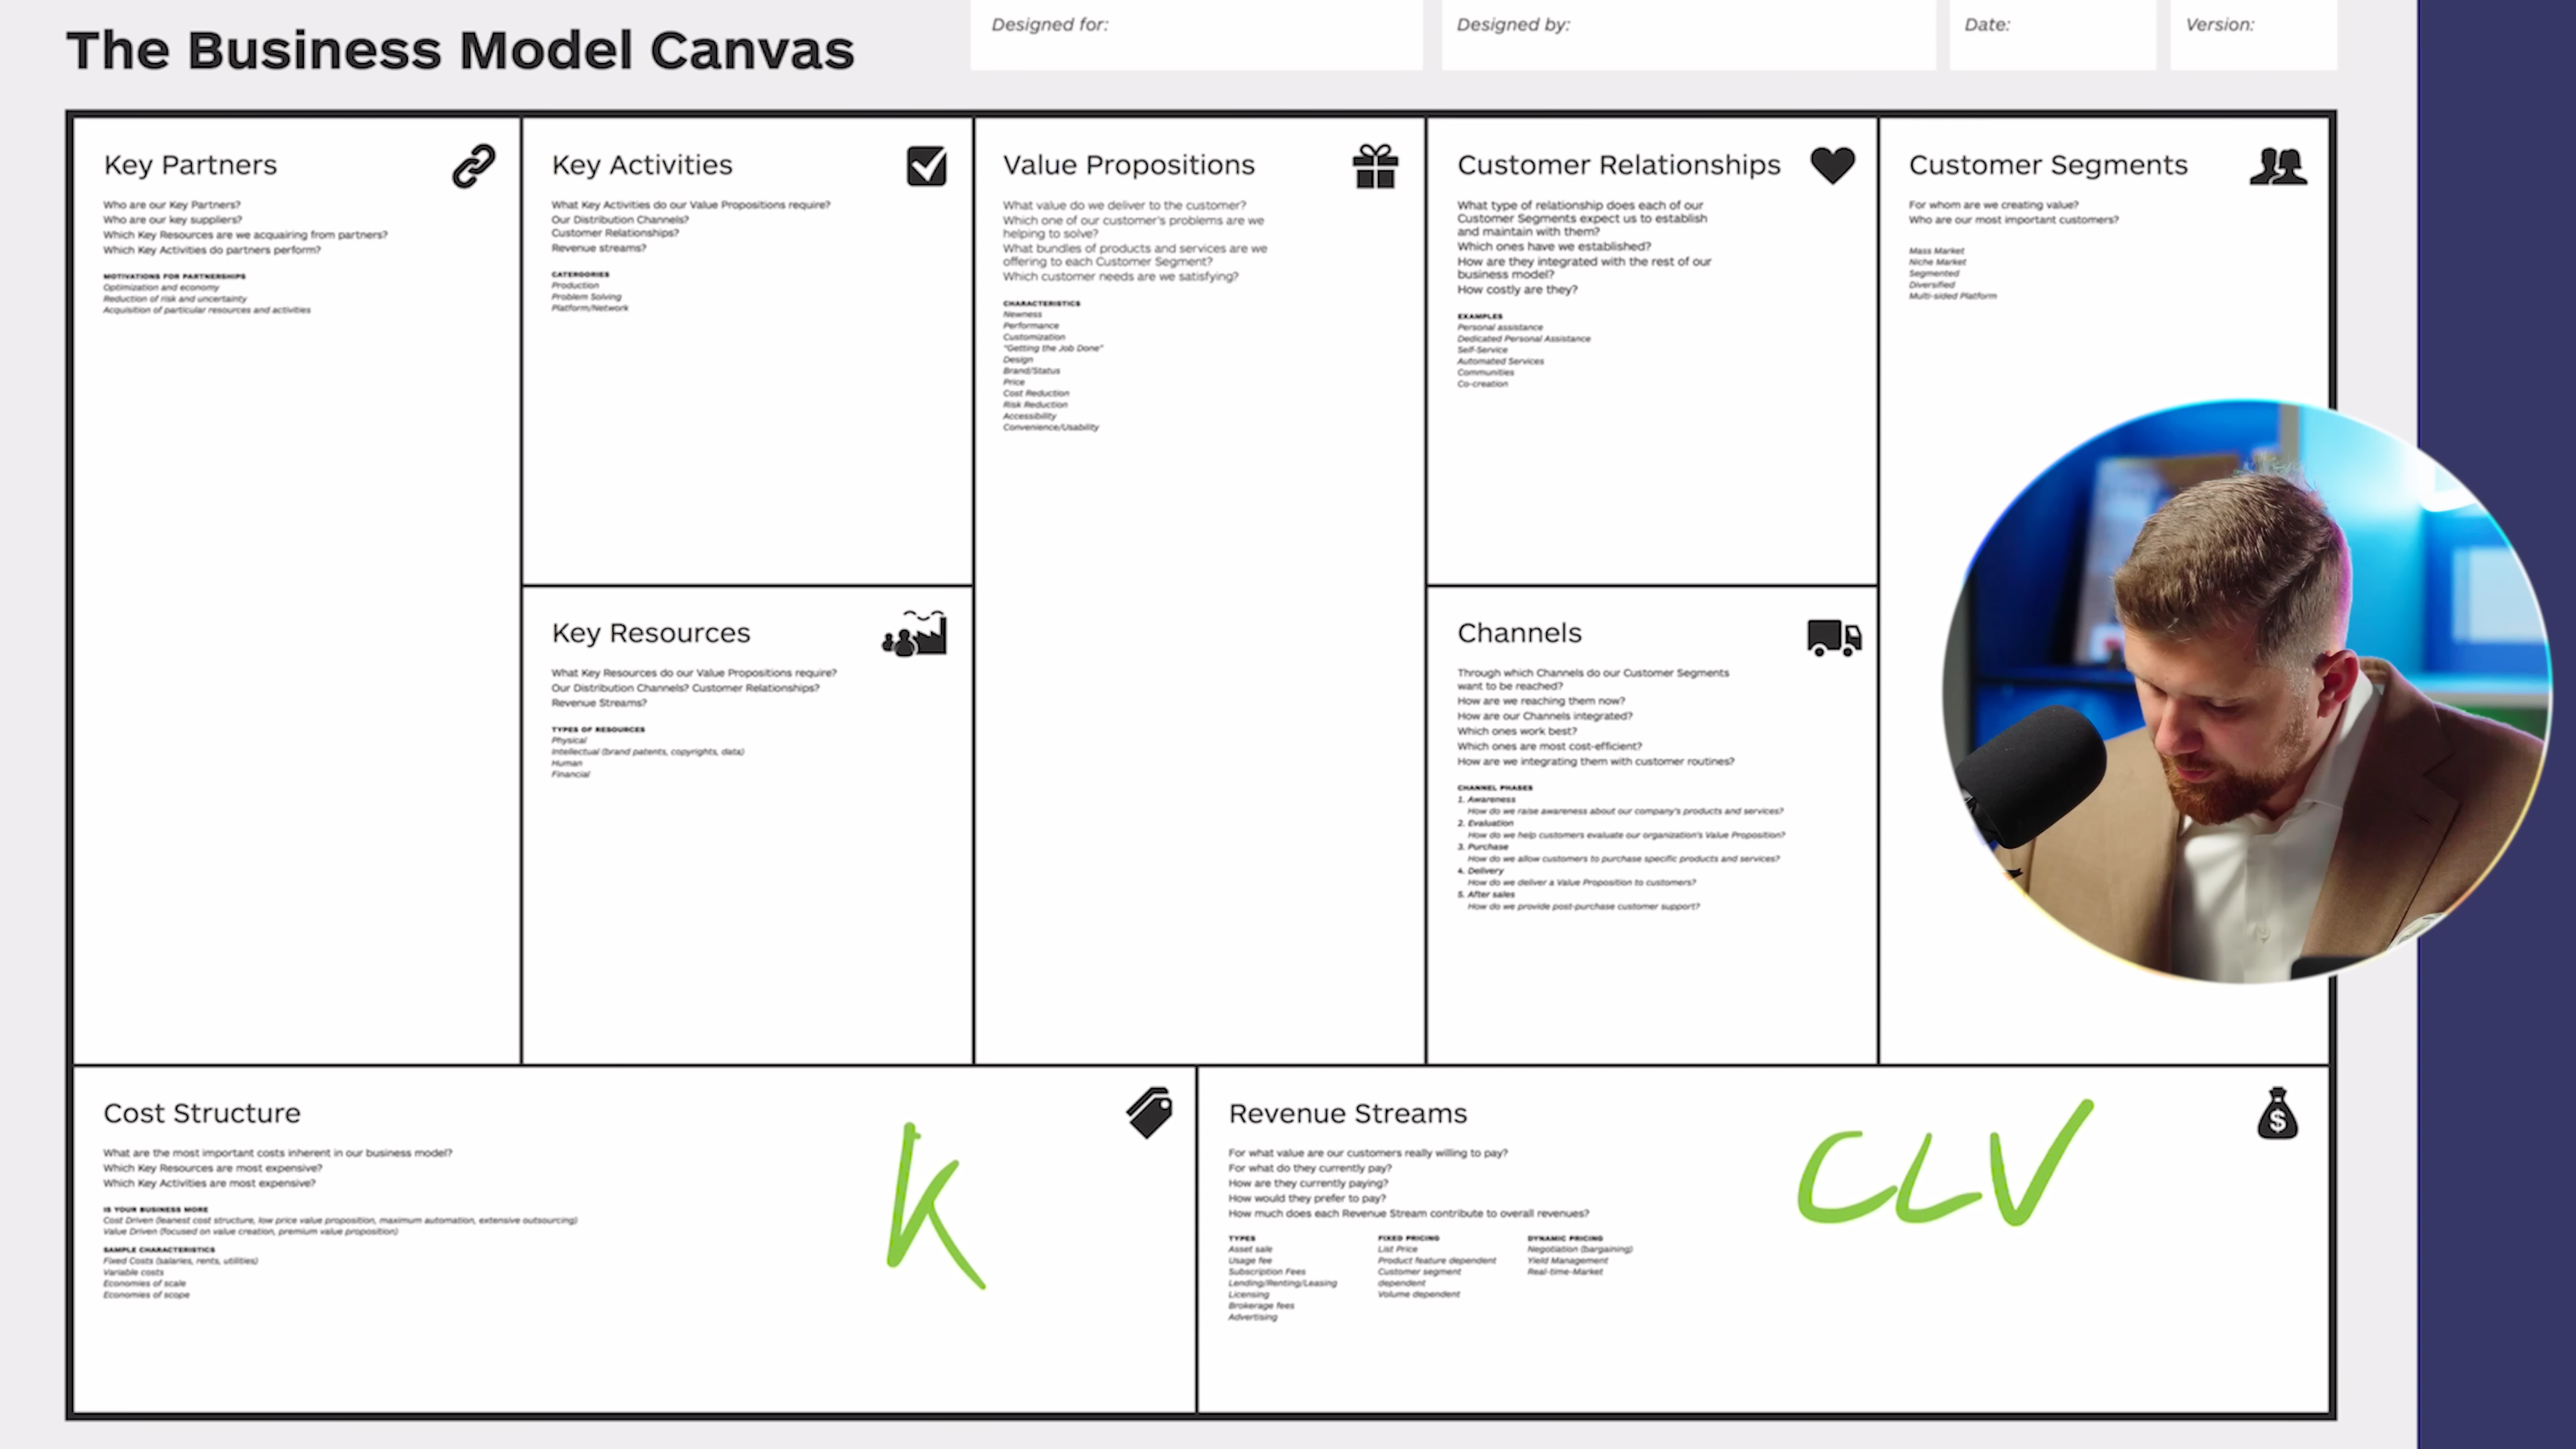 The Business Model Canvas
Designed for:
Designed by:
Date:
Version:
Key Partners
Who are our Key Partners?
Who are our key suppliers?
Which Key Resources are we acquairing from partners?
Which Key Activities do partners perform?
MOTIVATIONS FOR PARTNERSHIPS
Optimization and economy
Reduction of risk and uncertainty
Acquisition of particular resources and activities
Key Activities
What Key Activities do our Value Propositions require?
Our Distribution Channels?
Customer Relationships?
Revenue streams?
CATERGORIES
Production
Problem Solving
Platform/Network
Key Resources
What Key Resources do our Value Propositions require?
Our Distribution Channels? Customer Relationships?
Revenue Streams?
TYPES OF RESOURCES
Physical
Intellectual (brand patents, copyrights, data)
Human
Financial
Value Propositions
What value do we deliver to the customer?
Which one of our customer's problems are we
helping to solve?
What bundles of products and services are we
offering to each Customer Segment?
Which customer needs are we satisfying?
CHARACTERISTICS
Newness
Performance
Customization
"Getting the Job Done"
Design
Brand/Status
Price
Cost Reduction
Risk Reduction
Accessibility
Convenience/Usability
Customer Relationships
What type of relationship does each of our
Customer Segments expect us to establish
and maintain with them?
Which ones have we established?
How are they integrated with the rest of our
business model?
How costly are they?
EXAMPLES
Personal assistance
Dedicated Personal Assistance
Self-Service
Automated Services
Communities
Co-creation
Channels
Through which Channels do our Customer Segments
want to be reached?
How are we reaching them now?
How are our Channels integrated?
Which ones work best?
Which ones are most cost-efficient?
How are we integrating them with customer routines?
CHANNEL PHASES
1. Awareness
How do we raise awareness about our company's products and services?
2. Evaluation
How do we help customers evaluate our organization's Value Proposition?
3. Purchase
How do we allow customers to purchase specific products and services?
4. Delivery
How do we deliver a Value Proposition to customers?
5. After sales
How do we provide post-purchase customer support?
Customer Segments
For whom are we creating value?
Who are our most important customers?
Mass Market
Niche Market
Segmented
Diversified
Multi-sided Platform
Cost Structure
What are the most important costs inherent in our business model?
Which Key Resources are most expensive?
Which Key Activities are most expensive?
IS YOUR BUSINESS MORE
Cost Driven (leanest cost structure, low price value proposition, maximum automation, extensive outsourcing)
Value Driven (focused on value creation, premium value proposition)
SAMPLE CHARACTERISTICS
Fixed Costs (salaries, rents, utilities)
Variable costs
Economies of scale
Economies of scope
K
Revenue Streams
For what value are our customers really willing to pay?
For what do they currently pay?
How are they currently paying?
How would they prefer to pay?
How much does each Revenue Stream contribute to overall revenues?
TYPES
Asset sale
Usage fee
Subscription Fees
Lending/Renting/Leasing
Licensing
Brokerage fees
Advertising
FIXED PRICING
List Price
Product feature dependent
Customer segment
dependent
Volume dependent
DYNAMIC PRICING
Negotiation (bargaining)
Yield Management
Real-time-Market
CLV
$